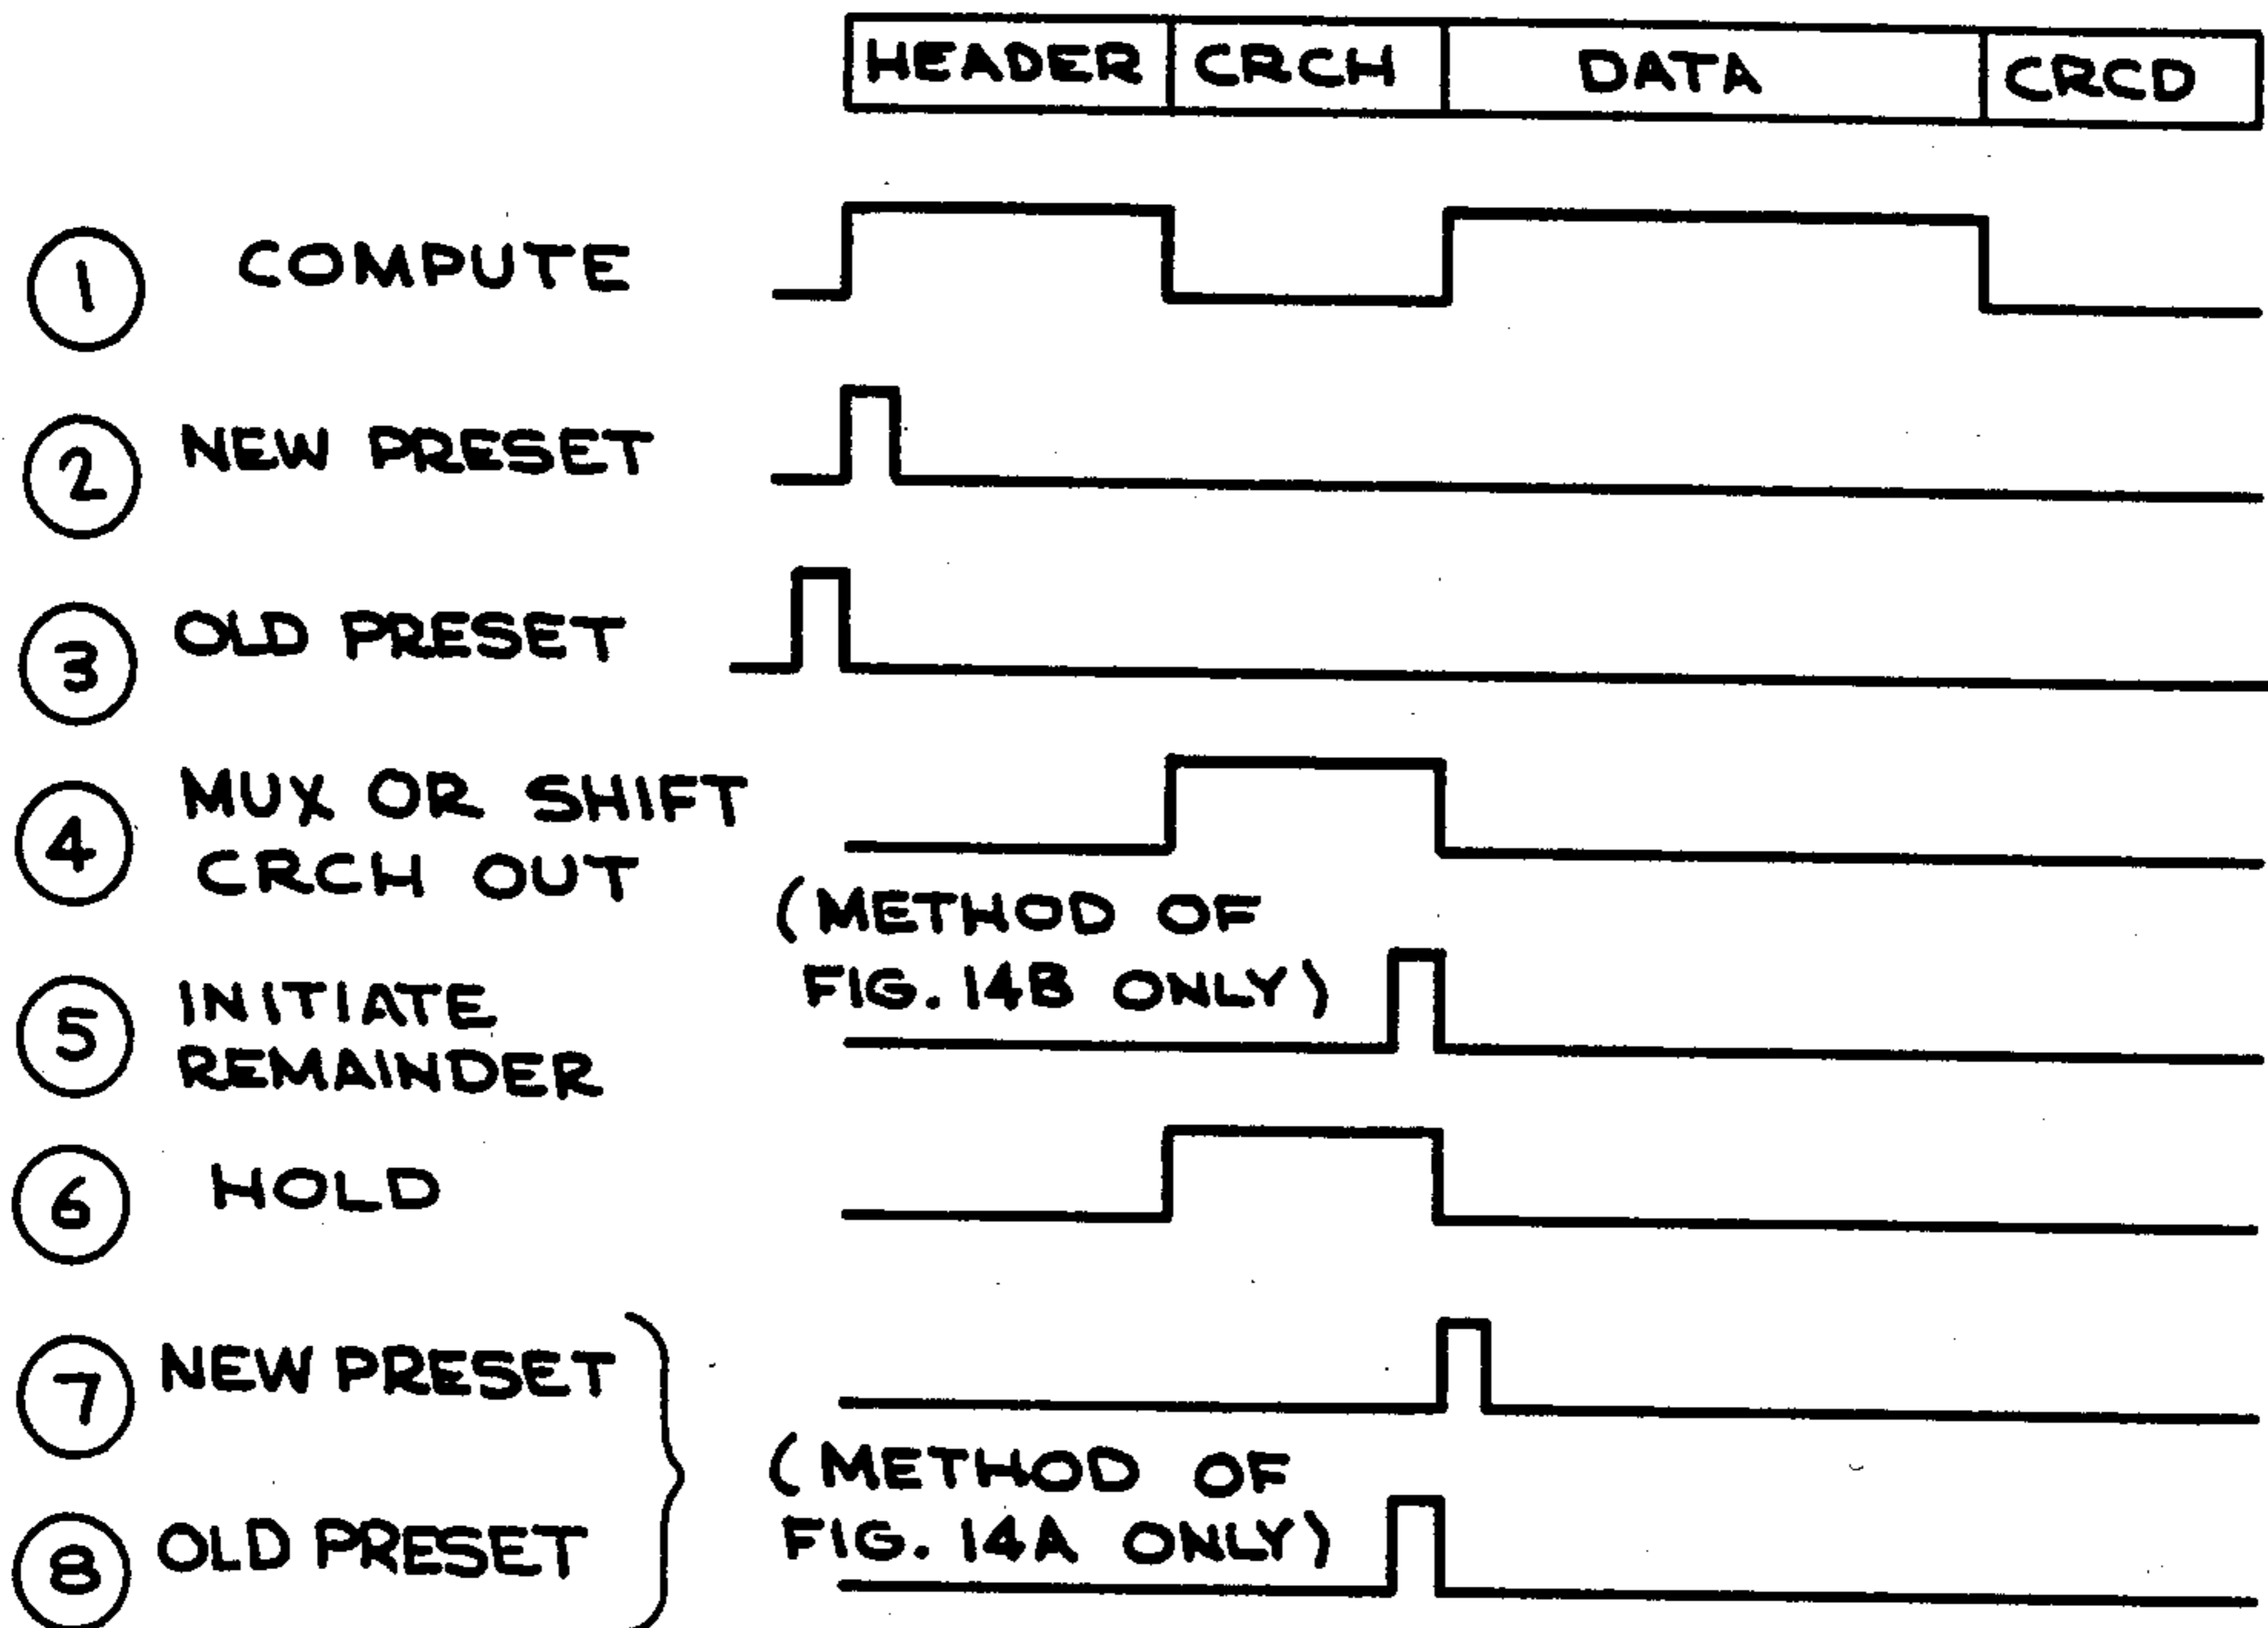 HEADER CRCH DATA CRCD
1 COMPUTE
2 NEW PRESET
3 OLD PRESET
4 MUX OR SHIFT
CRCH OUT
(METHOD OF
FIG. 14B ONLY)
5 INITIATE
REMAINDER
6 HOLD
7 NEW PRESET
(METHOD OF
FIG. 14A ONLY)
8 OLD PRESET